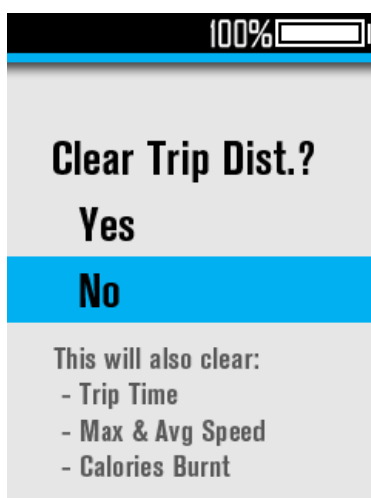 100%
Clear Trip Dist.?
Yes
No
This will also clear:
- Trip Time
- Max & Avg Speed
- Calories Burnt